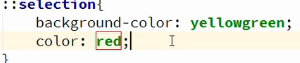 ::selection{
background-color: yellowgreen;
color: red;
}